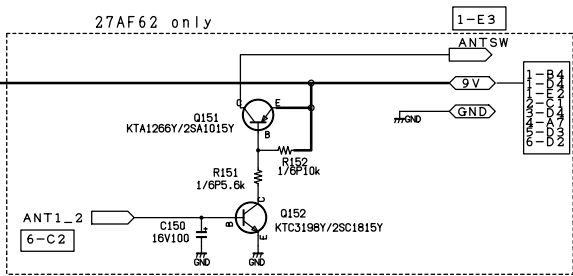 27AF62 only
1-E3
ANTSW
9V
1-B4
1-D4
1-E2
2-C1
3-D4
4-A7
5-D3
6-D2
GND
GND
C
E
Q151
KTA1266Y/2SA1015Y
B
R152
1/6P10k
R151
1/6P5.6k
C
ANT1_2
C150
16V100
+
B
Q152
KTC3198Y/2SC1815Y
E
6-C2
GND
GND